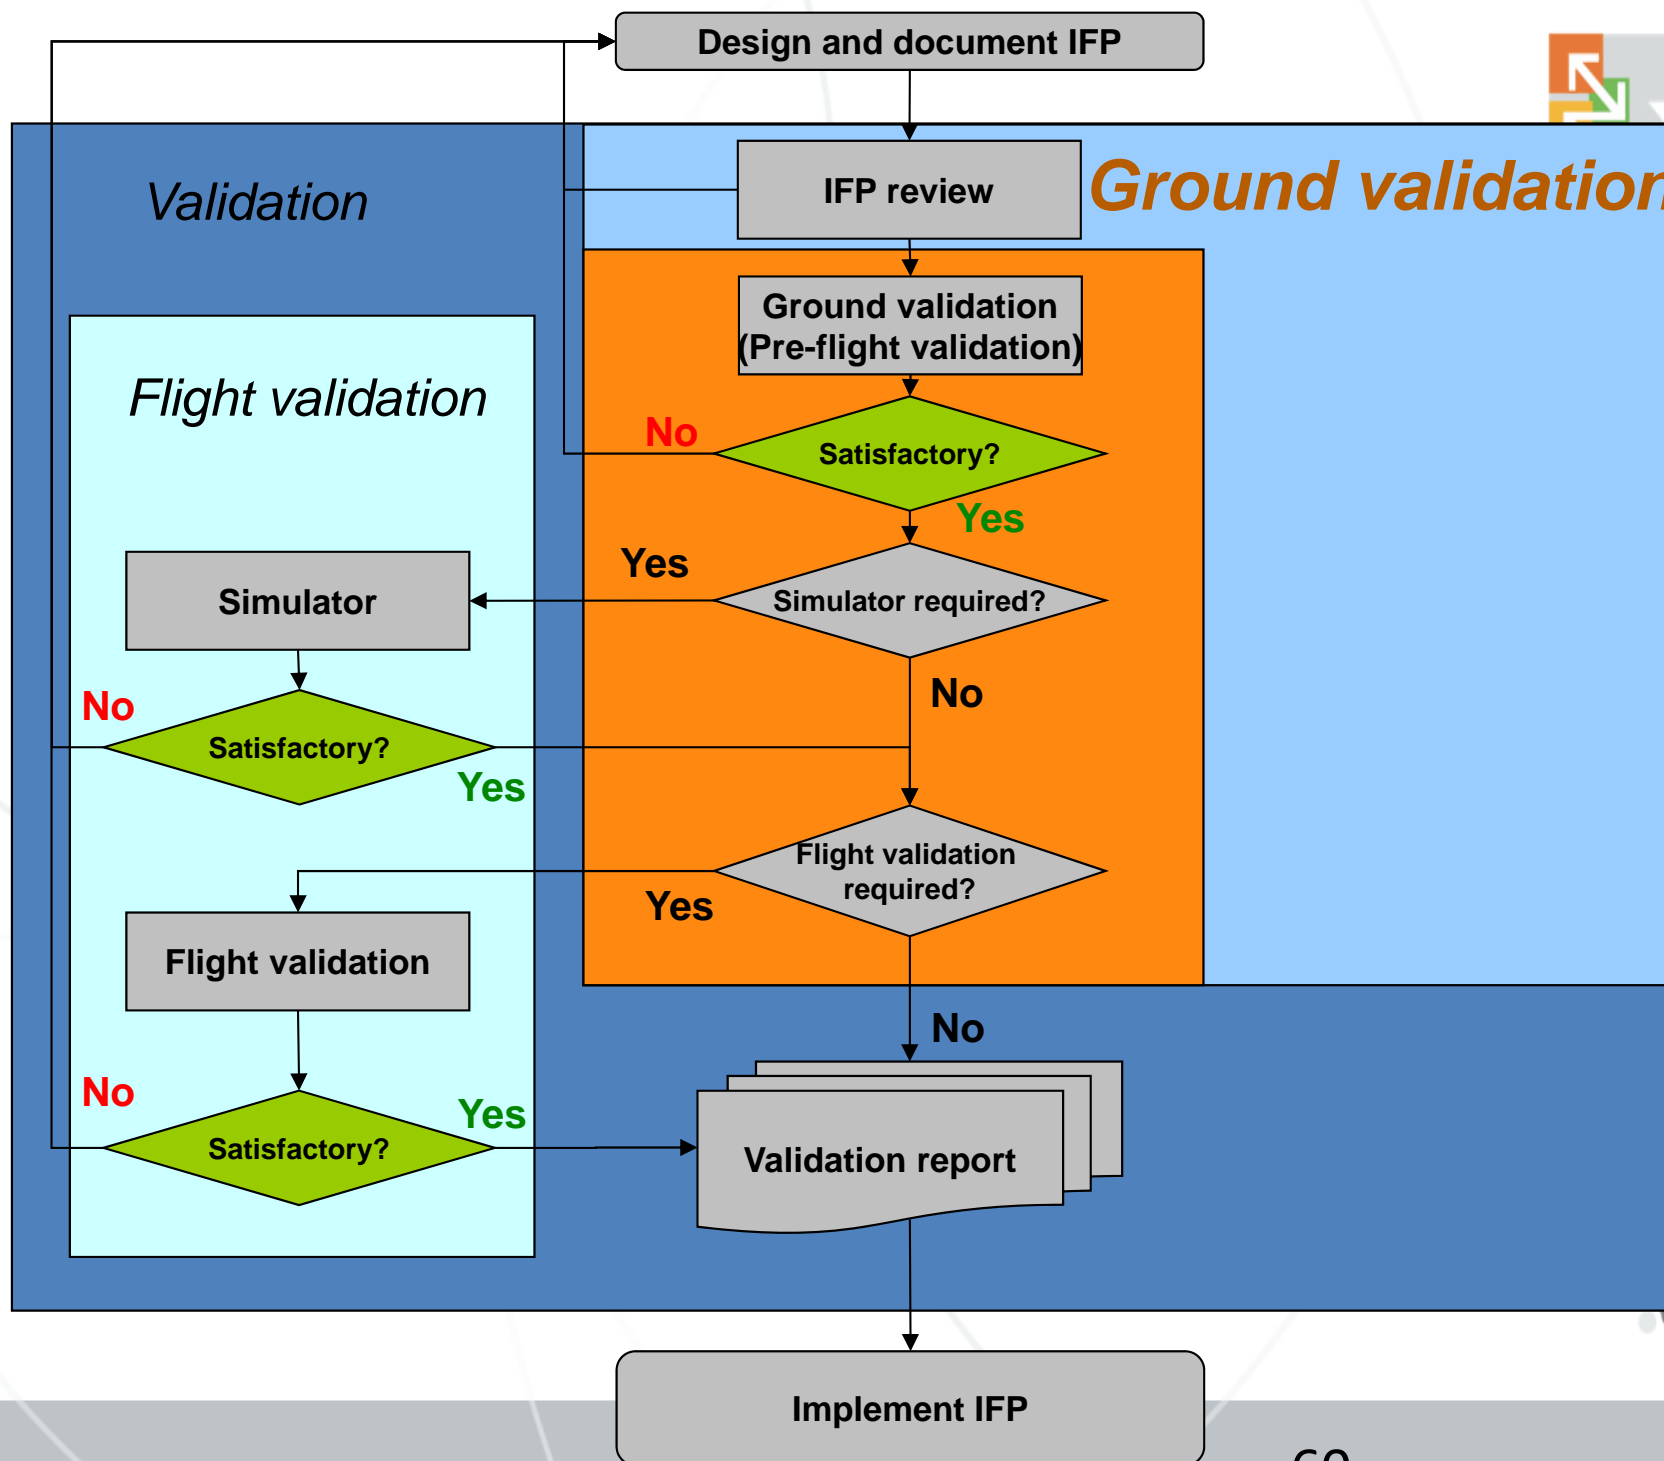 Design and document IFP
Validation
IFP review
Ground validation
Ground validation
(Pre-flight validation)
Flight validation
No
Satisfactory?
Yes
Yes
Simulator required?
Simulator
No
No
Satisfactory?
Yes
Flight validation
required?
Yes
Flight validation
No
No
Yes
Satisfactory?
Validation report
Implement IFP